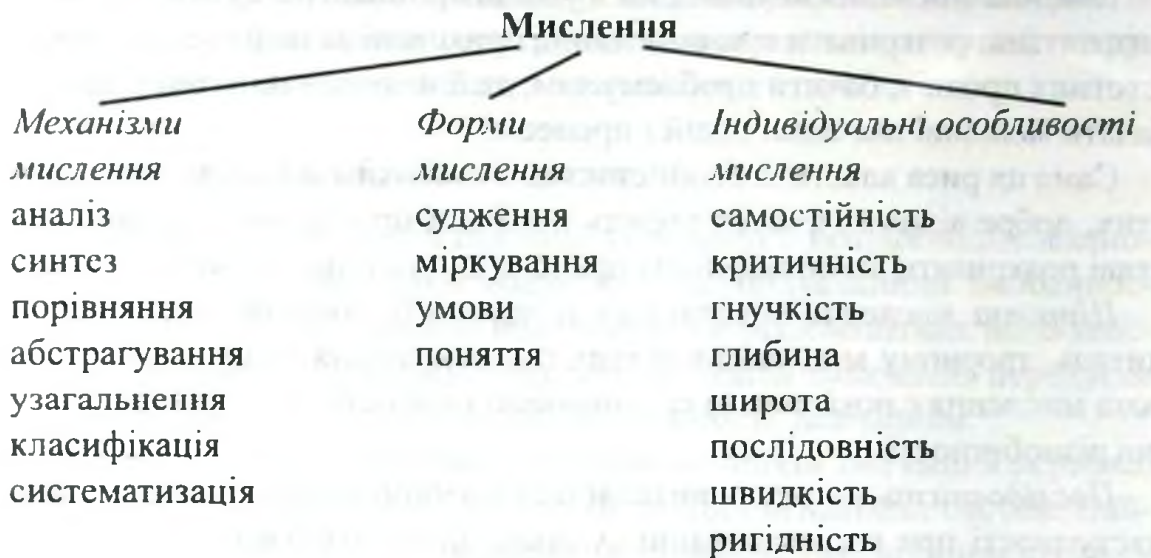 Мислення
Механізми мислення
аналіз
синтез
порівняння
абстрагування
узагальнення
класифікація
систематизація
Форми мислення
судження
міркування
умови
поняття
Індивідуальні особливості мислення
самостійність
критичність
гнучкість
глибина
широта
послідовність
швидкість
ригідність